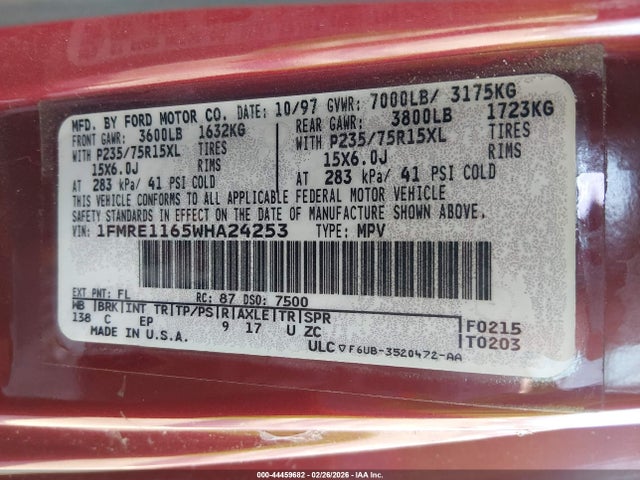 MFD. BY FORD MOTOR CO. DATE: 10/97 GVWR: 7000LB/ 3175KG
FRONT GAWR: 3600LB 1632KG REAR GAWR: 3800LB 1723KG
WITH P235/75R15XL TIRES WITH P235/75R15XL TIRES
15X6.0J RIMS 15X6.0J RIMS
AT 283 kPa/ 41 PSI COLD AT 283 kPa/ 41 PSI COLD
THIS VEHICLE CONFORMS TO ALL APPLICABLE FEDERAL MOTOR VEHICLE
SAFETY STANDARDS IN EFFECT ON THE DATE OF MANUFACTURE SHOWN ABOVE.
VIN: 1FMRE1165WHA24253 TYPE: MPV
EXT PNT: FL RC: 87 DSO: 7500
WB BRK INT TR TP/PS R AXLE TR SPR F0215
138 C EP 9 17 U ZC T0203
MADE IN U.S.A. ULC ▽F6UB-3520472-AA
000-44459682 | 02/26/2026 - IAA Inc.